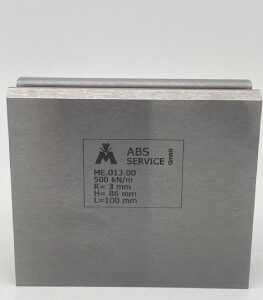 ABS
SERVICE GmbH
ME.013.00
500 kN/m
R= 3 mm
H= 86 mm
L=100 mm